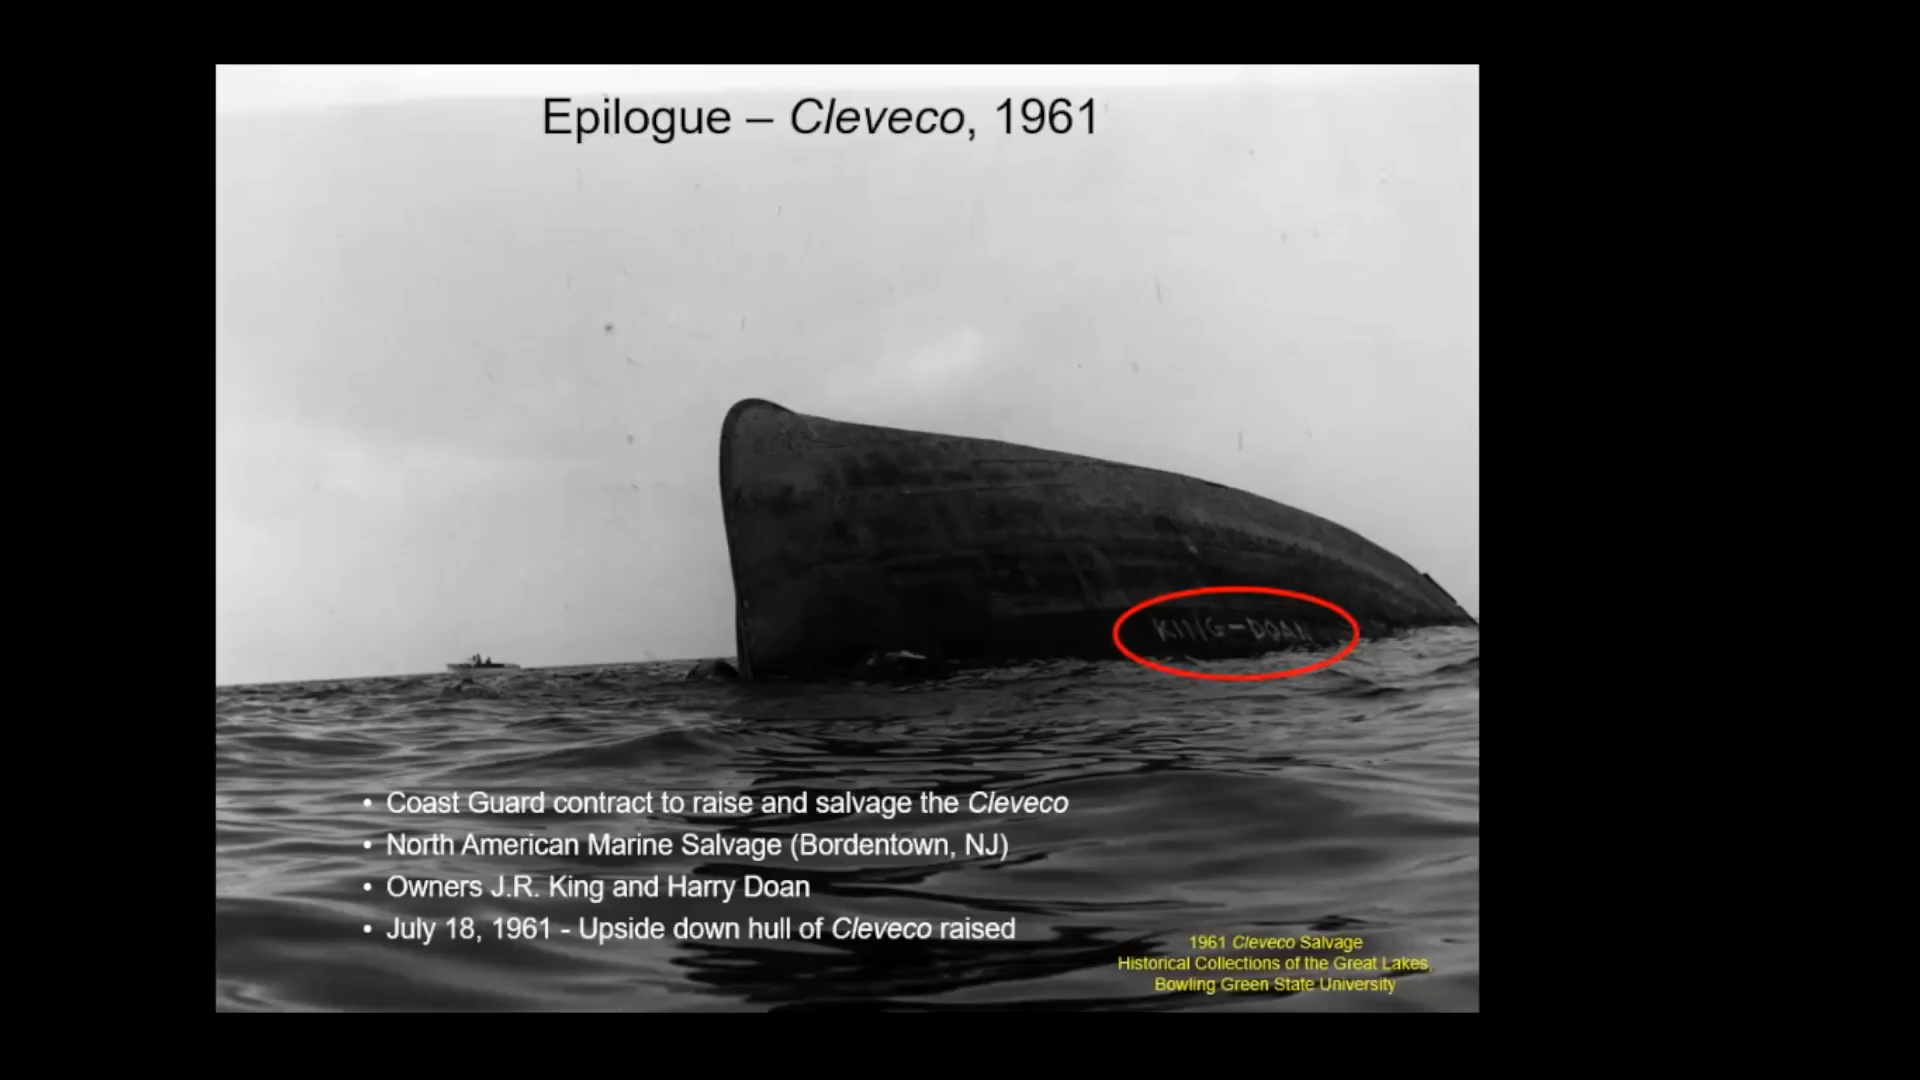 Epilogue – Cleveco, 1961
KING-DOAN
• Coast Guard contract to raise and salvage the Cleveco
• North American Marine Salvage (Bordentown, NJ)
• Owners J.R. King and Harry Doan
• July 18, 1961 - Upside down hull of Cleveco raised
1961 Cleveco Salvage
Historical Collections of the Great Lakes,
Bowling Green State University